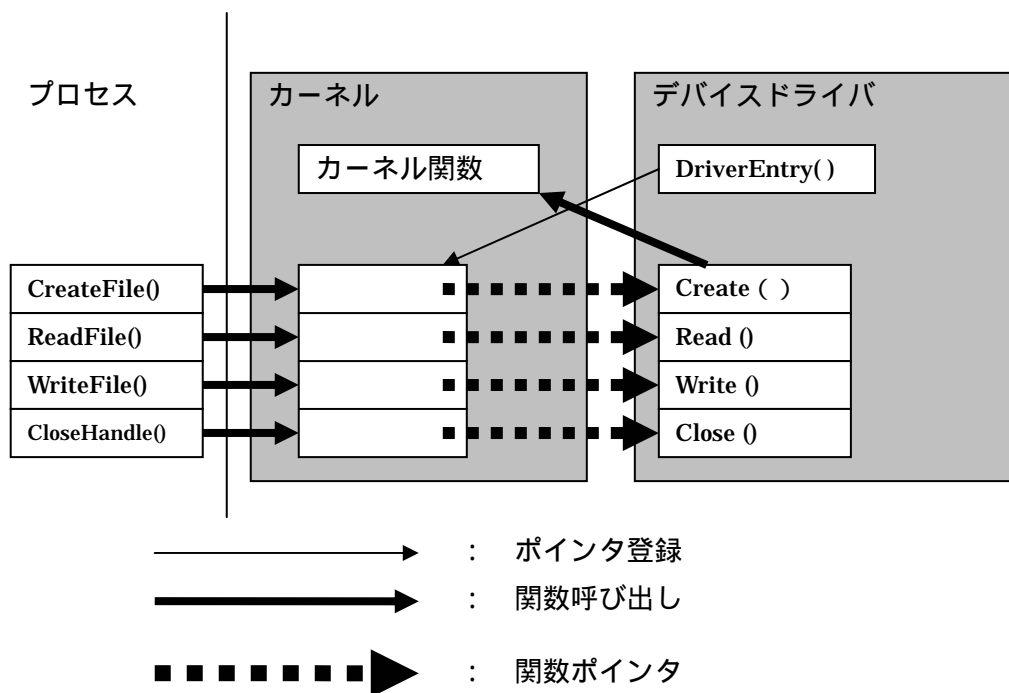 プロセス
カーネル
デバイスドライバ
カーネル関数
DriverEntry()
CreateFile()
Create ( )
ReadFile()
Read ()
WriteFile()
Write ()
CloseHandle()
Close ()
: ポインタ登録
: 関数呼び出し
: 関数ポインタ